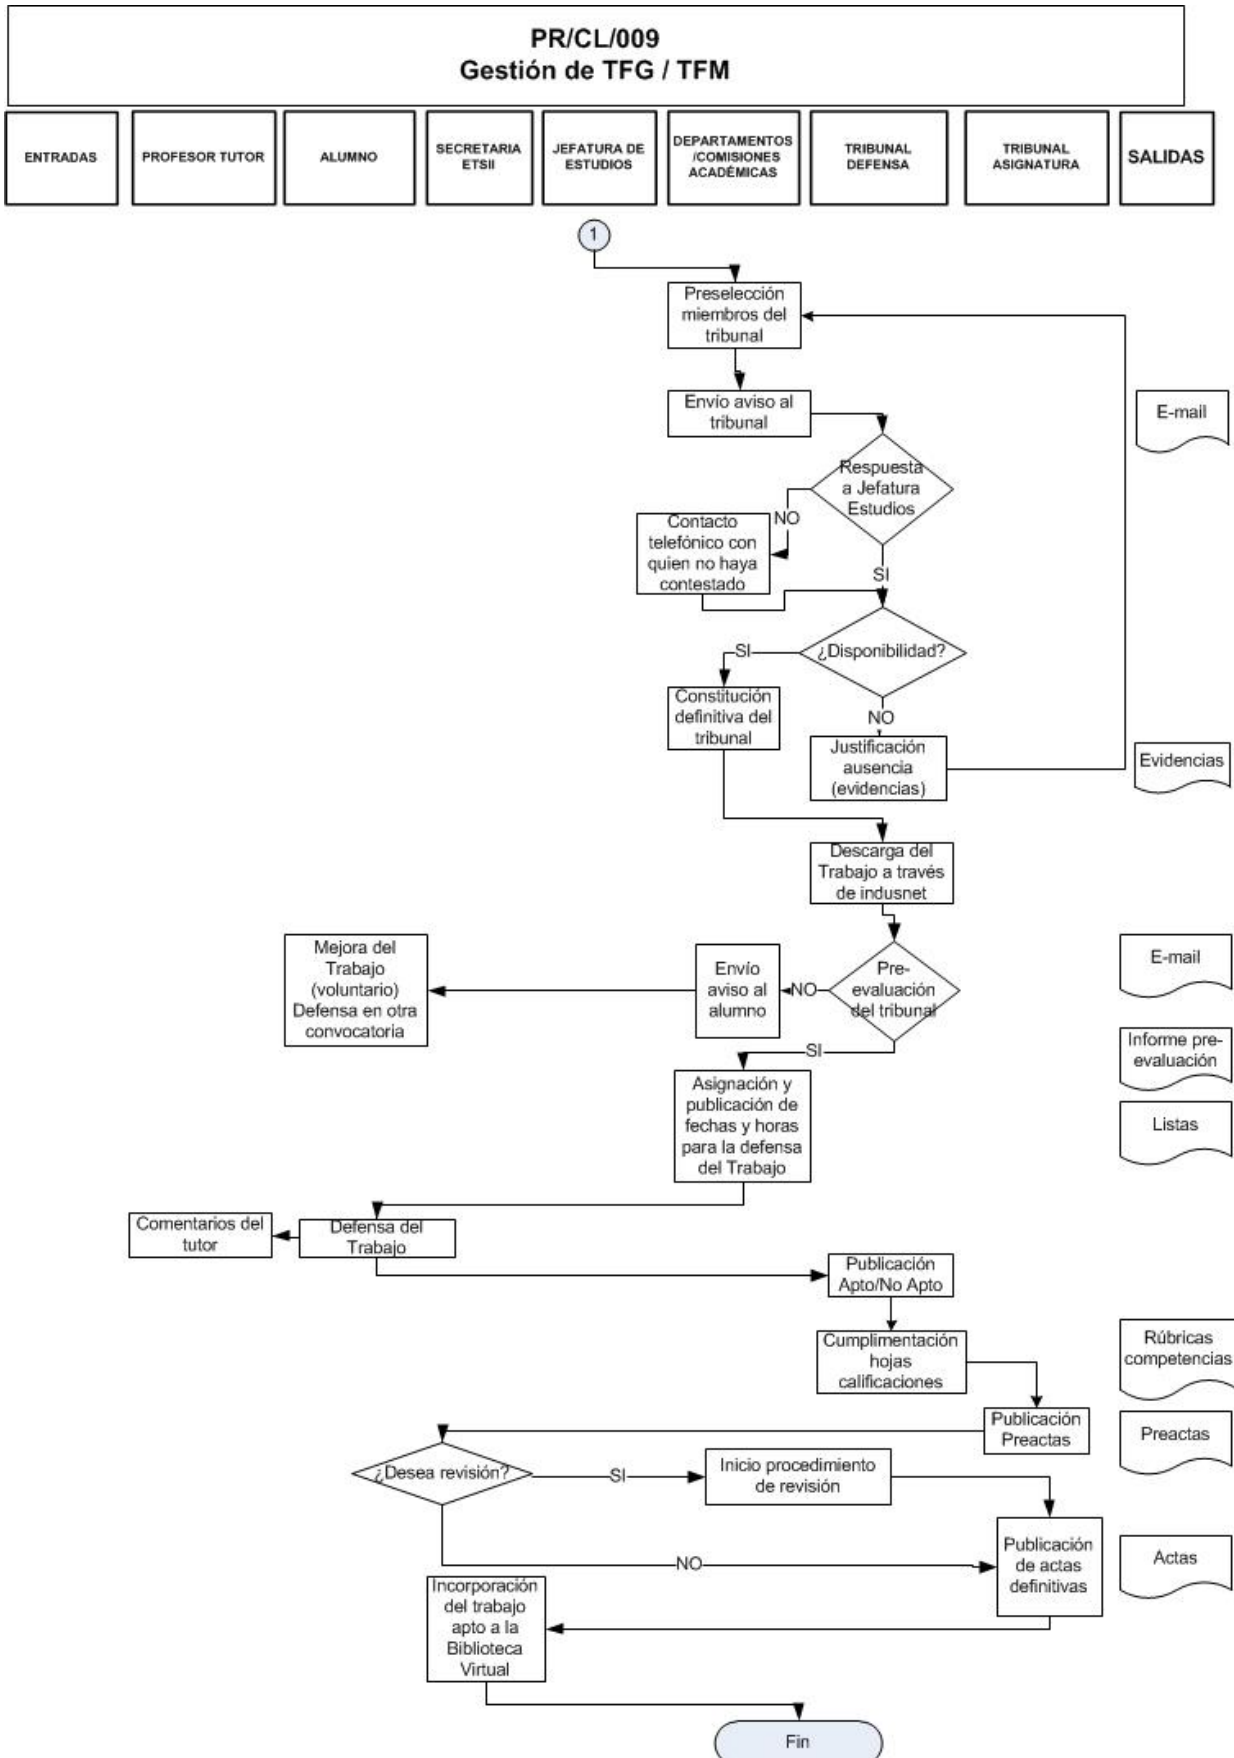 PR/CL/009
Gestión de TFG / TFM
ENTRADAS
PROFESOR TUTOR
ALUMNO
SECRETARIA
ETSII
JEFATURA DE
ESTUDIOS
DEPARTAMENTOS
/COMISIONES
ACADÉMICAS
TRIBUNAL
DEFENSA
TRIBUNAL
ASIGNATURA
SALIDAS
1
Preselección
miembros del
tribunal
Envío aviso al
tribunal
E-mail
Respuesta
a Jefatura
Estudios
NO
Contacto
telefónico con
quien no haya
contestado
SI
¿Disponibilidad?
SI
Constitución
definitiva del
tribunal
NO
Justificación
ausencia
(evidencias)
Evidencias
Descarga del
Trabajo a través
de indusnet
Mejora del
Trabajo
(voluntario)
Defensa en otra
convocatoria
Envío
aviso al
alumno
NO
Pre-
evaluación
del tribunal
E-mail
SI
Informe pre-
evaluación
Asignación y
publicación de
fechas y horas
para la defensa
del Trabajo
Listas
Comentarios del
tutor
Defensa del
Trabajo
Publicación
Apto/No Apto
Cumplimentación
hojas
calificaciones
Rúbricas
competencias
Publicación
Preactas
Preactas
¿Desea revisión?
SI
Inicio procedimiento
de revisión
Publicación
de actas
definitivas
Actas
NO
Incorporación
del trabajo
apto a la
Biblioteca
Virtual
Fin